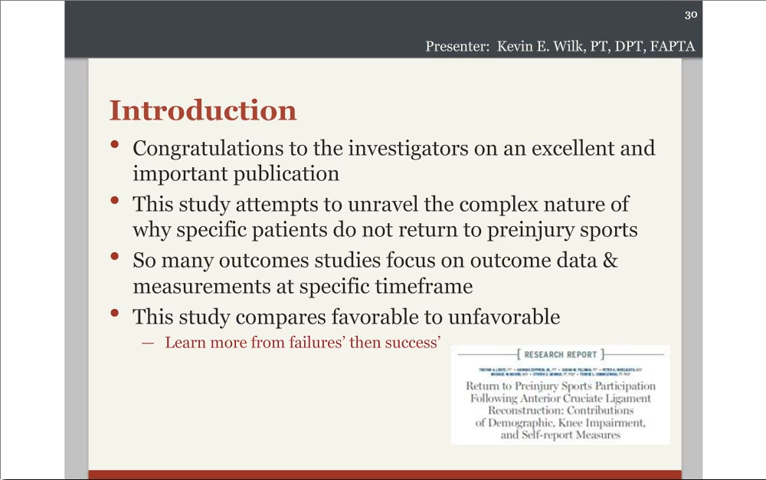 30
Presenter: Kevin E. Wilk, PT, DPT, FAPTA
Introduction
• Congratulations to the investigators on an excellent and
important publication
• This study attempts to unravel the complex nature of
why specific patients do not return to preinjury sports
• So many outcomes studies focus on outcome data &
measurements at specific timeframe
• This study compares favorable to unfavorable
— Learn more from failures' then success'
[ RESEARCH REPORT ]
Return to Preinjury Sports Participation
Following Anterior Cruciate Ligament
Reconstruction: Contributions
of Demographic, Knee Impairment,
and Self-report Measures